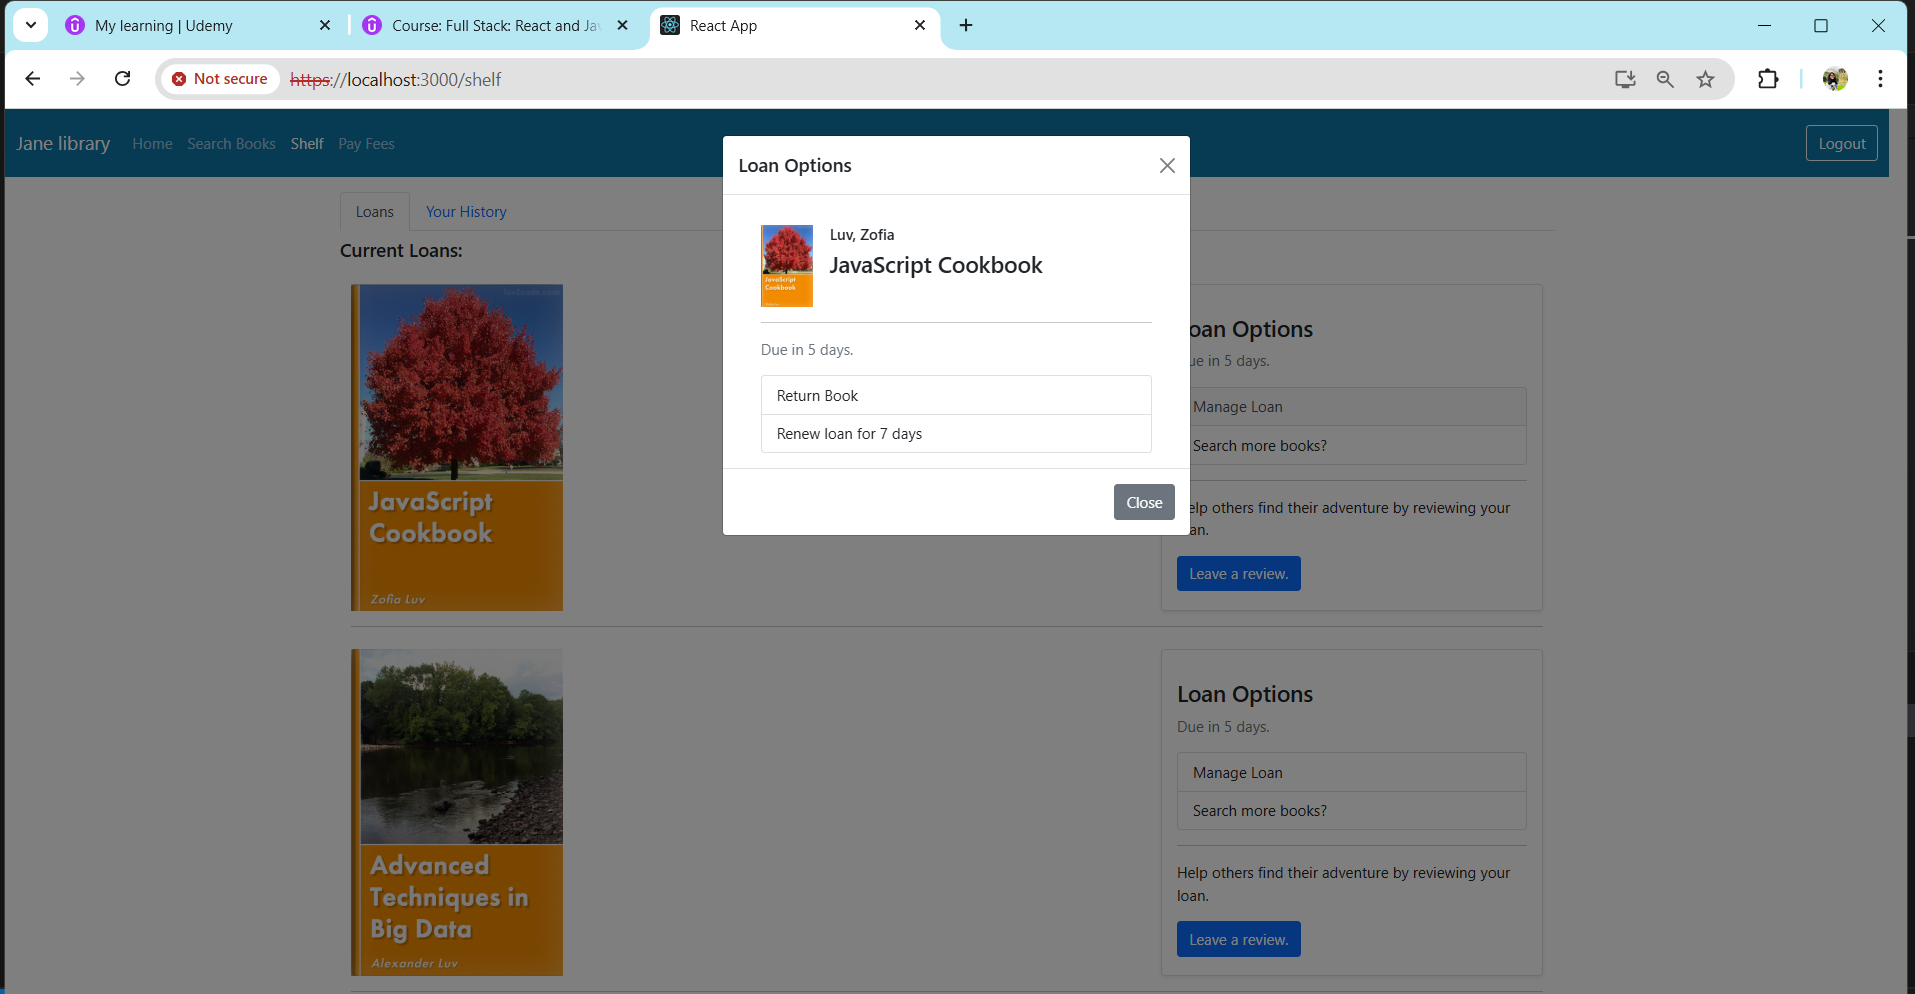 My learning | Udemy
Course: Full Stack: React and Jav
React App
Not secure
https://localhost:3000/shelf
Jane library
Home
Search Books
Shelf
Pay Fees
Logout
Loans
Your History
Current Loans:
JavaScript
Cookbook
Zofia Luv
Loan Options
Luv, Zofia
JavaScript Cookbook
JavaScript
Cookbook
Due in 5 days.
Return Book
Renew loan for 7 days
Close
oan Options
ue in 5 days.
Manage Loan
Search more books?
elp others find their adventure by reviewing your
an.
Leave a review.
Advanced
Techniques in
Big Data
Alexander Luv
Loan Options
Due in 5 days.
Manage Loan
Search more books?
Help others find their adventure by reviewing your
loan.
Leave a review.